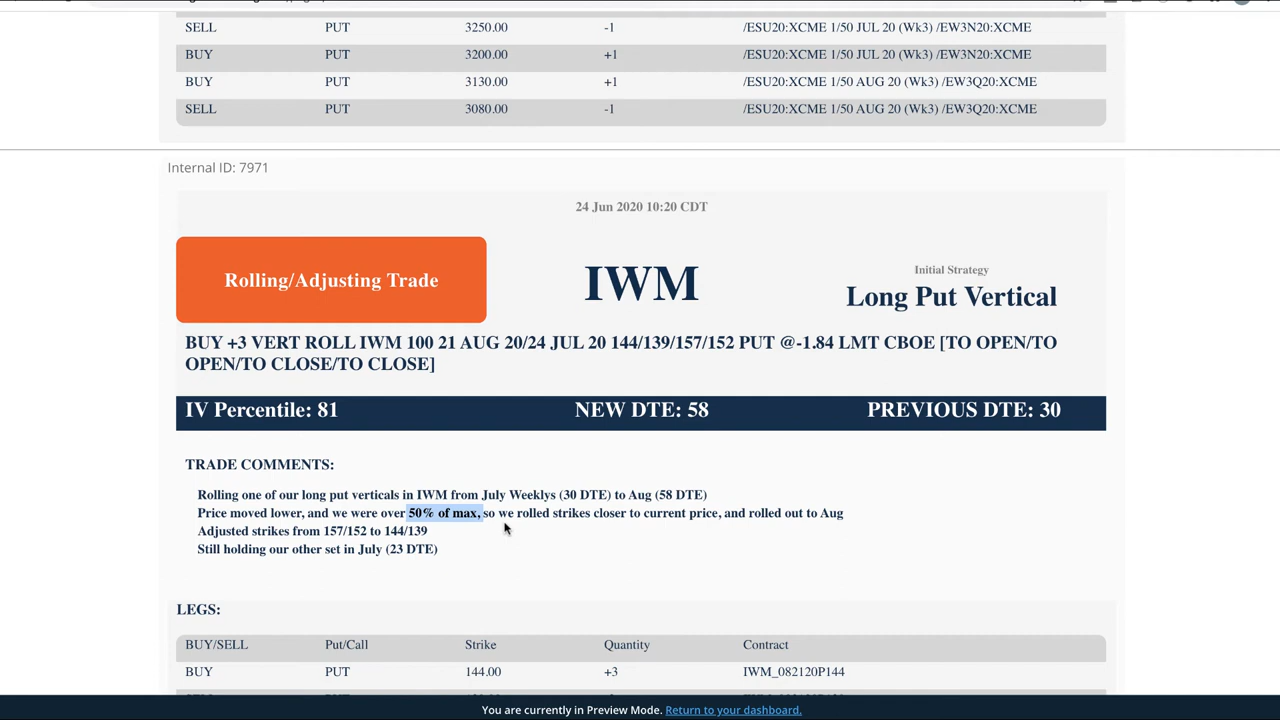 SELL PUT 3250.00 -1 /ESU20:XCME 1/50 JUL 20 (Wk3) /EW3N20:XCME
BUY PUT 3200.00 +1 /ESU20:XCME 1/50 JUL 20 (Wk3) /EW3N20:XCME
BUY PUT 3130.00 +1 /ESU20:XCME 1/50 AUG 20 (Wk3) /EW3Q20:XCME
SELL PUT 3080.00 -1 /ESU20:XCME 1/50 AUG 20 (Wk3) /EW3Q20:XCME
Internal ID: 7971
24 Jun 2020 10:20 CDT
Rolling/Adjusting Trade
IWM
Initial Strategy
Long Put Vertical
BUY +3 VERT ROLL IWM 100 21 AUG 20/24 JUL 20 144/139/157/152 PUT @-1.84 LMT CBOE [TO OPEN/TO
OPEN/TO CLOSE/TO CLOSE]
IV Percentile: 81 NEW DTE: 58 PREVIOUS DTE: 30
TRADE COMMENTS:
Rolling one of our long put verticals in IWM from July Weeklys (30 DTE) to Aug (58 DTE)
Price moved lower, and we were over 50% of max, so we rolled strikes closer to current price, and rolled out to Aug
Adjusted strikes from 157/152 to 144/139
Still holding our other set in July (23 DTE)
LEGS:
BUY/SELL Put/Call Strike Quantity Contract
BUY PUT 144.00 +3 IWM_082120P144
You are currently in Preview Mode. Return to your dashboard.